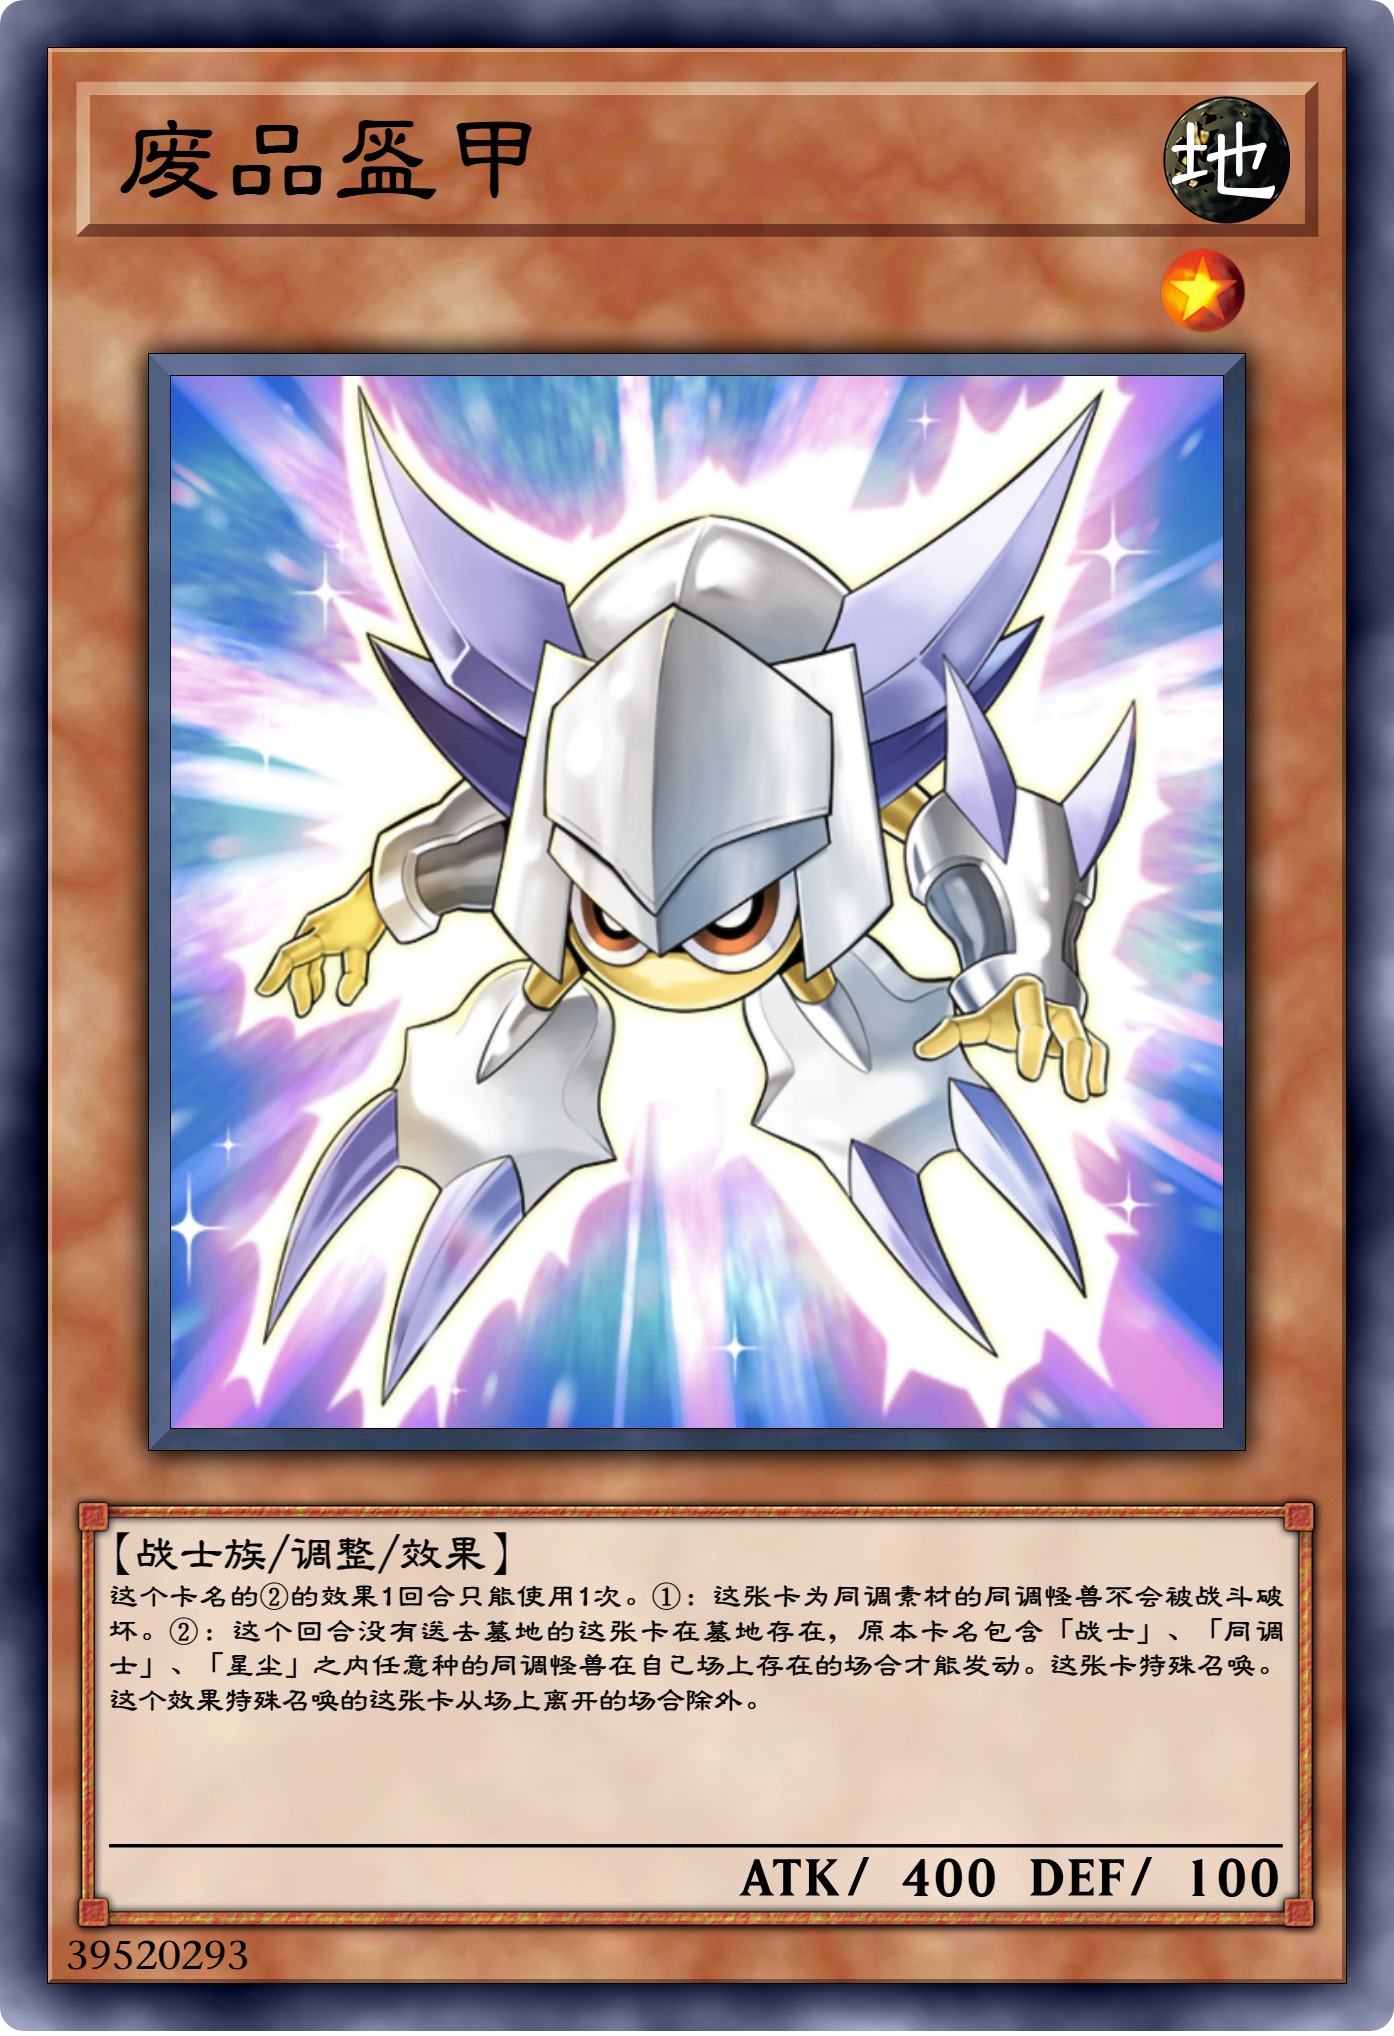 废品盔甲
地
【战士族/调整/效果】
这个卡名的②的效果1回合只能使用1次。①：这张卡为同调素材的同调怪兽不会被战斗破
坏。②：这个回合没有送去墓地的这张卡在墓地存在，原本卡名包含「战士」、「同调
士」、「星尘」之内任意种的同调怪兽在自己场上存在的场合才能发动。这张卡特殊召唤。
这个效果特殊召唤的这张卡从场上离开的场合除外。
ATK/ 400 DEF/ 100
39520293